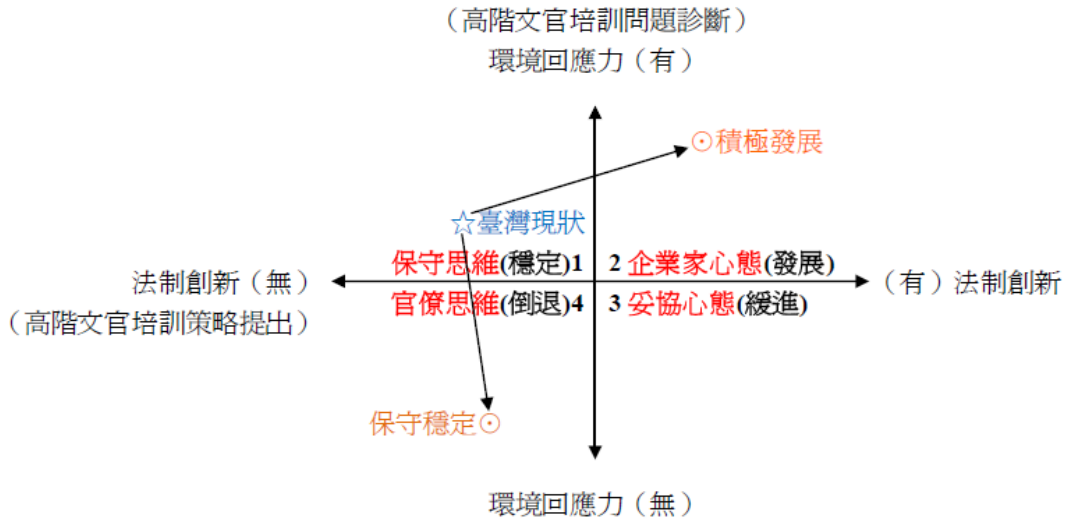 （高階文官培訓問題診斷）
環境回應力（有）
⊙積極發展
☆臺灣現狀
保守思維(穩定)1
2 企業家心態(發展)
法制創新（無）
（有）法制創新
（高階文官培訓策略提出）
官僚思維(倒退)4
3 妥協心態(緩進)
保守穩定⊙
環境回應力（無）